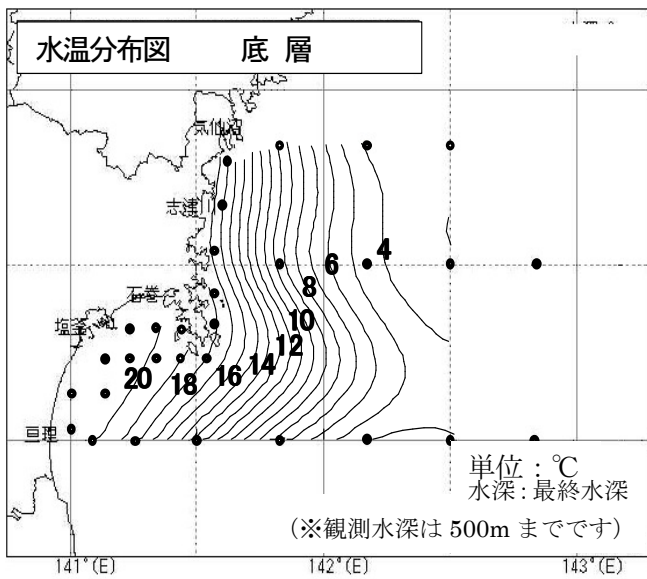 水温分布図 底層
気仙沼
志津川
石巻
塩釜
亘理
4
6
8
10
12
14
16
18
20
単位：℃
水深：最終水深
（※観測水深は 500m までです）
141°(E)
142°(E)
143°(E)